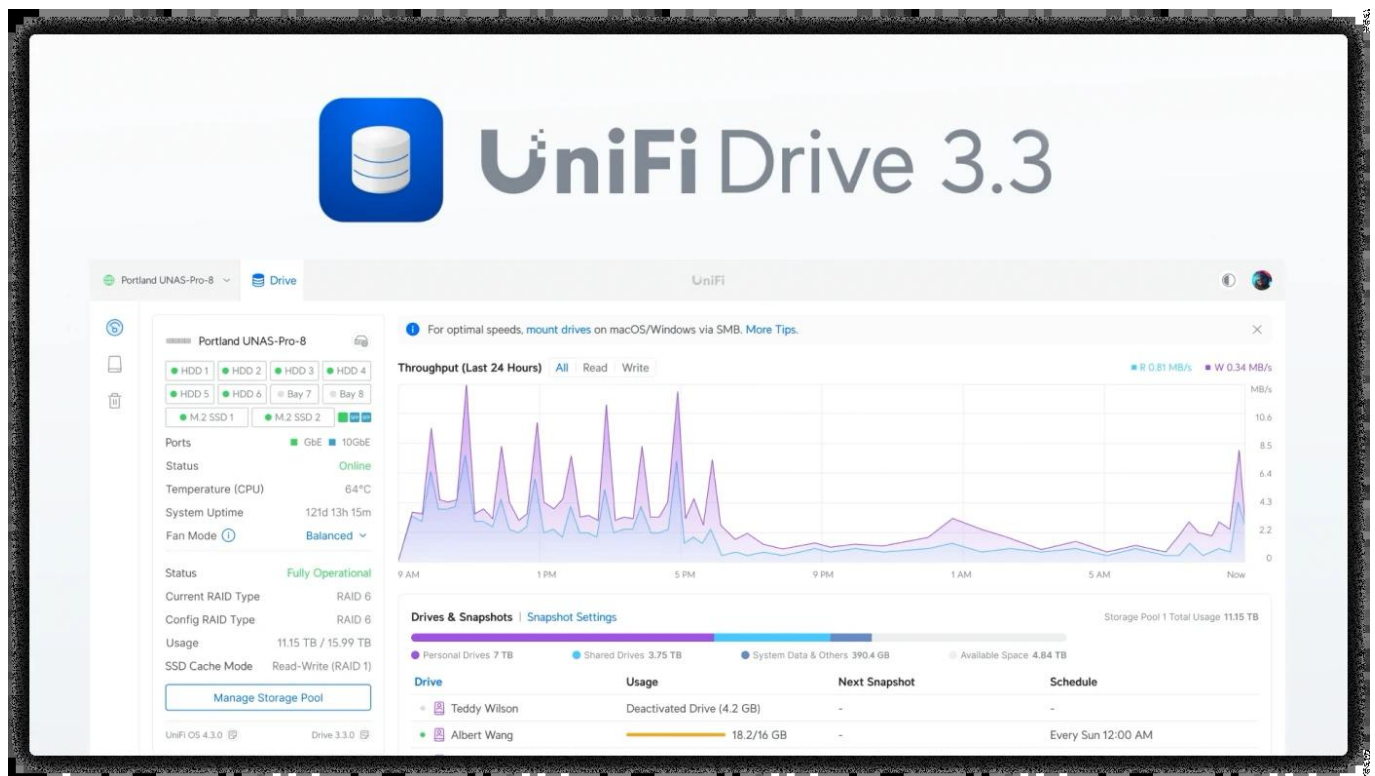 UniFi Drive 3.3
Portland UNAS-Pro-8
Drive
UniFi
Portland UNAS-Pro-8
HDD 1 HDD 2 HDD 3 HDD 4
HDD 5 HDD 6 Bay 7 Bay 8
M.2 SSD 1 M.2 SSD 2
Ports GbE 10GbE
Status Online
Temperature (CPU) 64°C
System Uptime 121d 13h 15m
Fan Mode Balanced
Status Fully Operational
Current RAID Type RAID 6
Config RAID Type RAID 6
Usage 11.15 TB / 15.99 TB
SSD Cache Mode Read-Write (RAID 1)
Manage Storage Pool
UniFi OS 4.3.0 Drive 3.3.0
For optimal speeds, mount drives on macOS/Windows via SMB. More Tips.
Throughput (Last 24 Hours) All Read Write R 0.81 MB/s W 0.34 MB/s
MB/s
10.6
8.5
6.4
4.3
2.2
0
9 AM 1 PM 5 PM 9 PM 1 AM 5 AM Now
Drives & Snapshots | Snapshot Settings Storage Pool 1 Total Usage 11.15 TB
Personal Drives 7 TB Shared Drives 3.75 TB System Data & Others 390.4 GB Available Space 4.84 TB
Drive Usage Next Snapshot Schedule
Teddy Wilson Deactivated Drive (4.2 GB) - -
Albert Wang 18.2/16 GB - Every Sun 12:00 AM